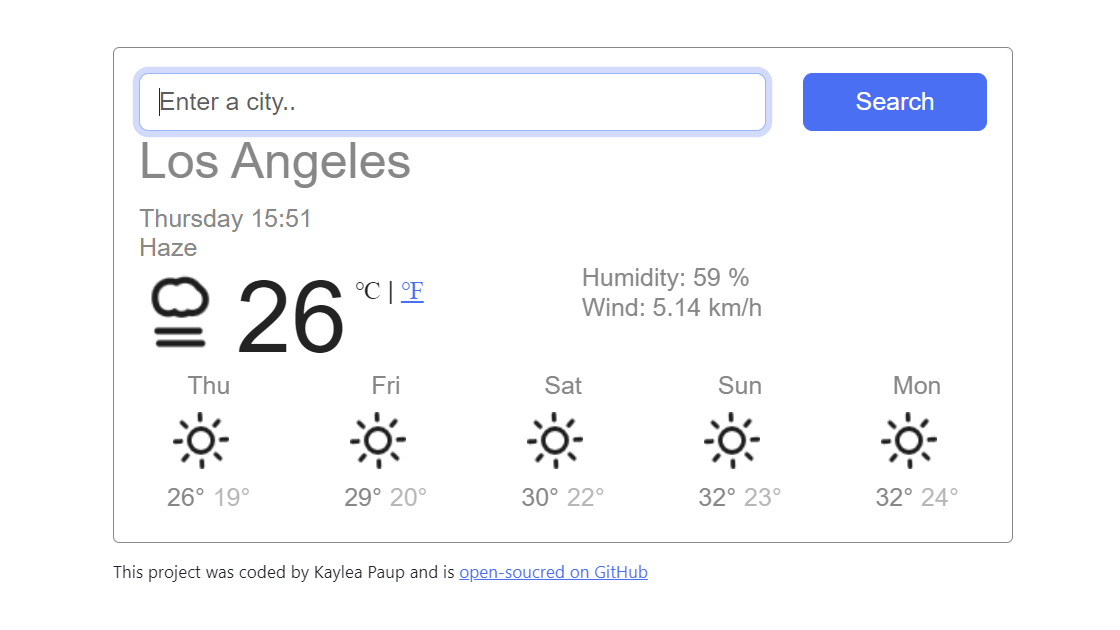 Enter a city..
Search
Los Angeles
Thursday 15:51
Haze
26 °C | °F
Humidity: 59 %
Wind: 5.14 km/h
Thu Fri Sat Sun Mon
26° 19° 29° 20° 30° 22° 32° 23° 32° 24°
This project was coded by Kaylea Paup and is open-soucred on GitHub